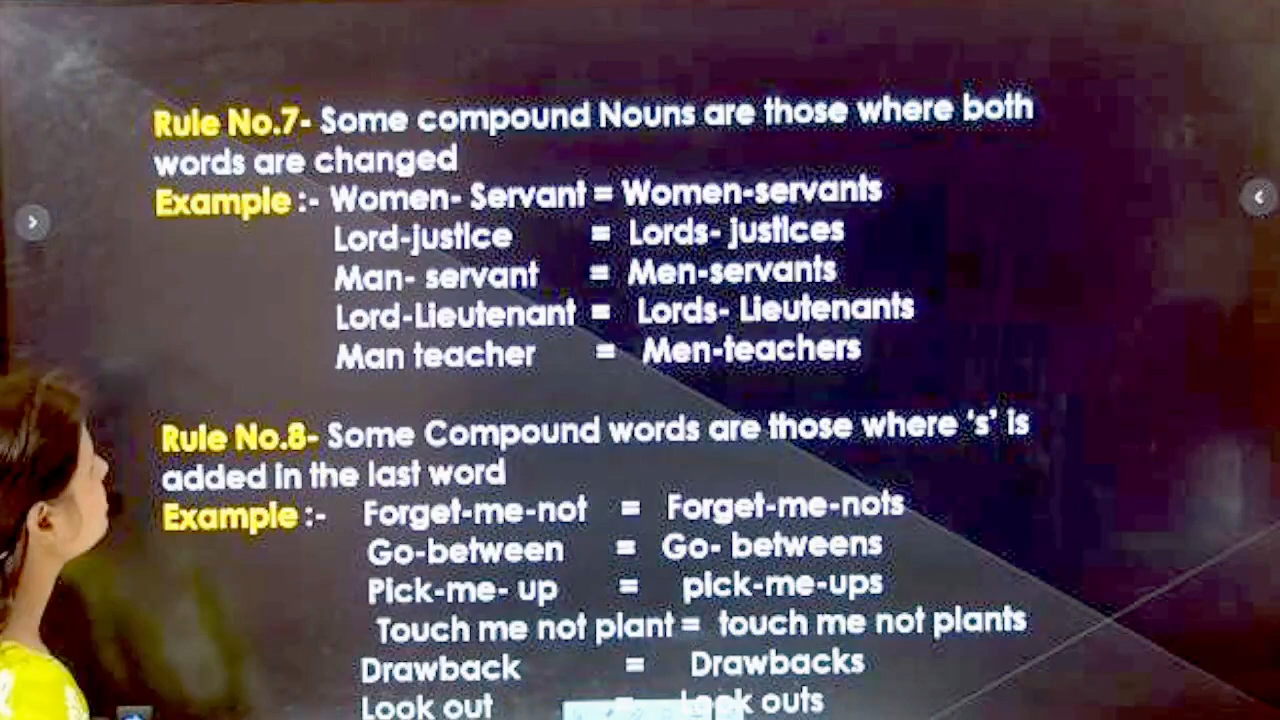 Rule No.7- Some compound Nouns are those where both
words are changed
Example :- Women- Servant = Women-servants
Lord-justice = Lords- justices
Man- servant = Men-servants
Lord-Lieutenant = Lords- Lieutenants
Man teacher = Men-teachers
Rule No.8- Some Compound words are those where 's' is
added in the last word
Example :- Forget-me-not = Forget-me-nots
Go-between = Go- betweens
Pick-me- up = pick-me-ups
Touch me not plant = touch me not plants
Drawback = Drawbacks
Look out = Look outs